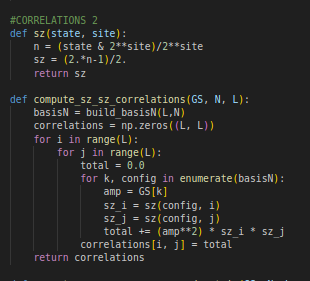 #CORRELATIONS 2
def sz(state, site):
    n = (state & 2**site)/2**site
    sz = (2.*n-1)/2.
    return sz

def compute_sz_sz_correlations(GS, N, L):
    basisN = build_basisN(L,N)
    correlations = np.zeros((L, L))
    for i in range(L):
        for j in range(L):
            total = 0.0
            for k, config in enumerate(basisN):
                amp = GS[k]
                sz_i = sz(config, i)
                sz_j = sz(config, j)
                total += (amp**2) * sz_i * sz_j
            correlations[i, j] = total
    return correlations